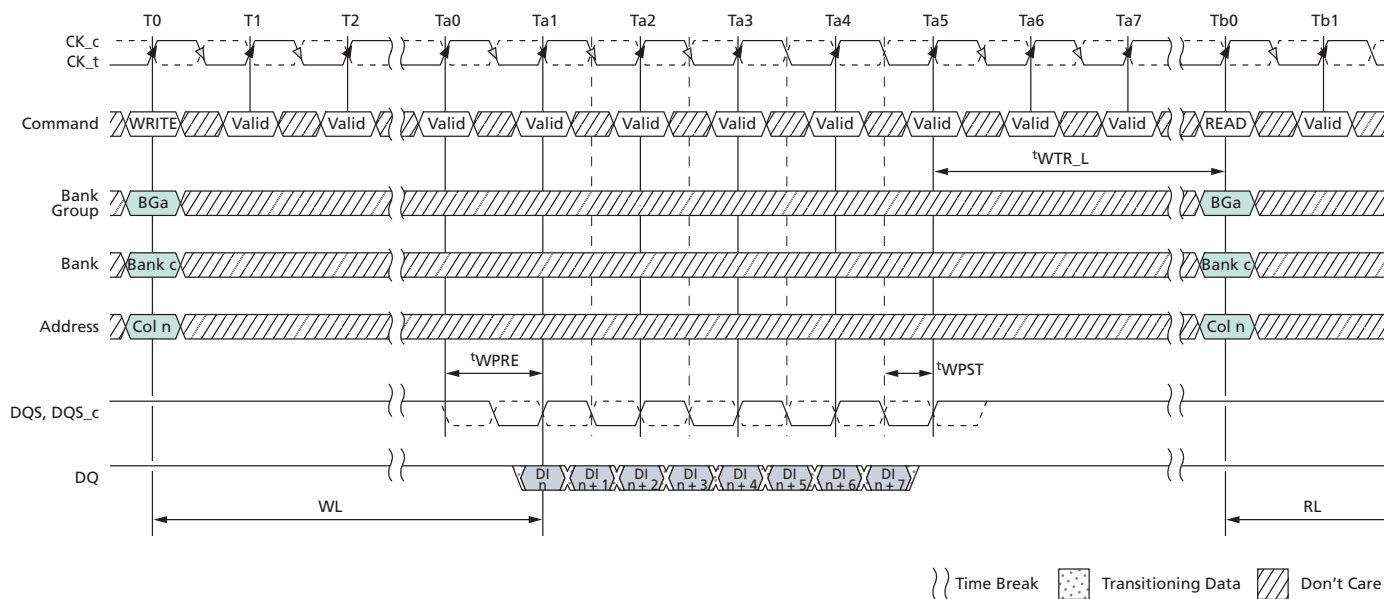 T0 T1 T2 Ta0 Ta1 Ta2 Ta3 Ta4 Ta5 Ta6 Ta7 Tb0 Tb1
CK_c
CK_t
Command WRITE Valid Valid Valid Valid Valid Valid Valid Valid Valid Valid READ Valid
tWTR_L
Bank
Group BGa BGa
Bank Bank c Bank c
Address Col n Col n
tWPRE tWPST
DQS, DQS_c
DQ DI DI DI DI DI DI DI DI
n n + 1 n + 2 n + 3 n + 4 n + 5 n + 6 n + 7
WL RL
Time Break Transitioning Data Don't Care